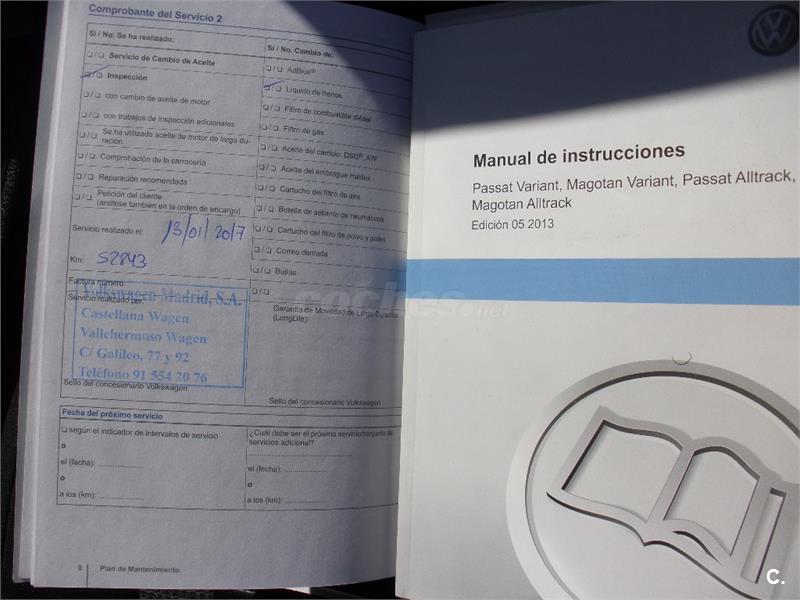 Comprobante del Servicio 2
Sí / No. Se ha realizado:
❏/❏ Servicio de Cambio de Aceite
❏/❏ Inspección
❏/❏ con cambio de aceite de motor
❏/❏ con trabajos de inspección adicionales
❏/❏ Se ha utilizado aceite de motor de larga du-
ración
❏/❏ Comprobación de la carrocería
❏/❏ Reparación recomendada
❏/❏ Petición del cliente
(anótese también en la orden de encargo)
Servicio realizado el: 13/01/2017
Km: 52843
Factura número:
Servicio realizado por:
Volkswagen Madrid, S.A.
Castellana Wagen
Vallehermoso Wagen
C/ Galileo, 77 y 92
Teléfono 91 554 20 76
Sello del concesionario Volkswagen
Sí / No. Cambio de:
❏/❏ AdBlue®
❏/❏ Líquido de frenos
❏/❏ Filtro de combustible diésel
❏/❏ Filtro de gas
❏/❏ Aceite del cambio: DSG®, ATF
❏/❏ Aceite del embrague Haldex
❏/❏ Cartucho del filtro de aire
❏/❏ Botella de sellante de neumáticos
❏/❏ Cartucho del filtro de polvo y polen
❏/❏ Correa dentada
❏/❏ Bujías
❏/❏
Garantía de Movilidad de Larga Duración
(LongLife):
Sello del concesionario Volkswagen
Fecha del próximo servicio
❏ según el indicador de intervalos de servicio
o
el (fecha): ................
o
a los (km): ................
¿Cuál debe ser el próximo servicio/conjunto de
servicios adicional? ................
el (fecha): ................
o
a los (km): ................
8 Plan de Mantenimiento
Manual de instrucciones
Passat Variant, Magotan Variant, Passat Alltrack,
Magotan Alltrack
Edición 05.2013
coches.net
C.